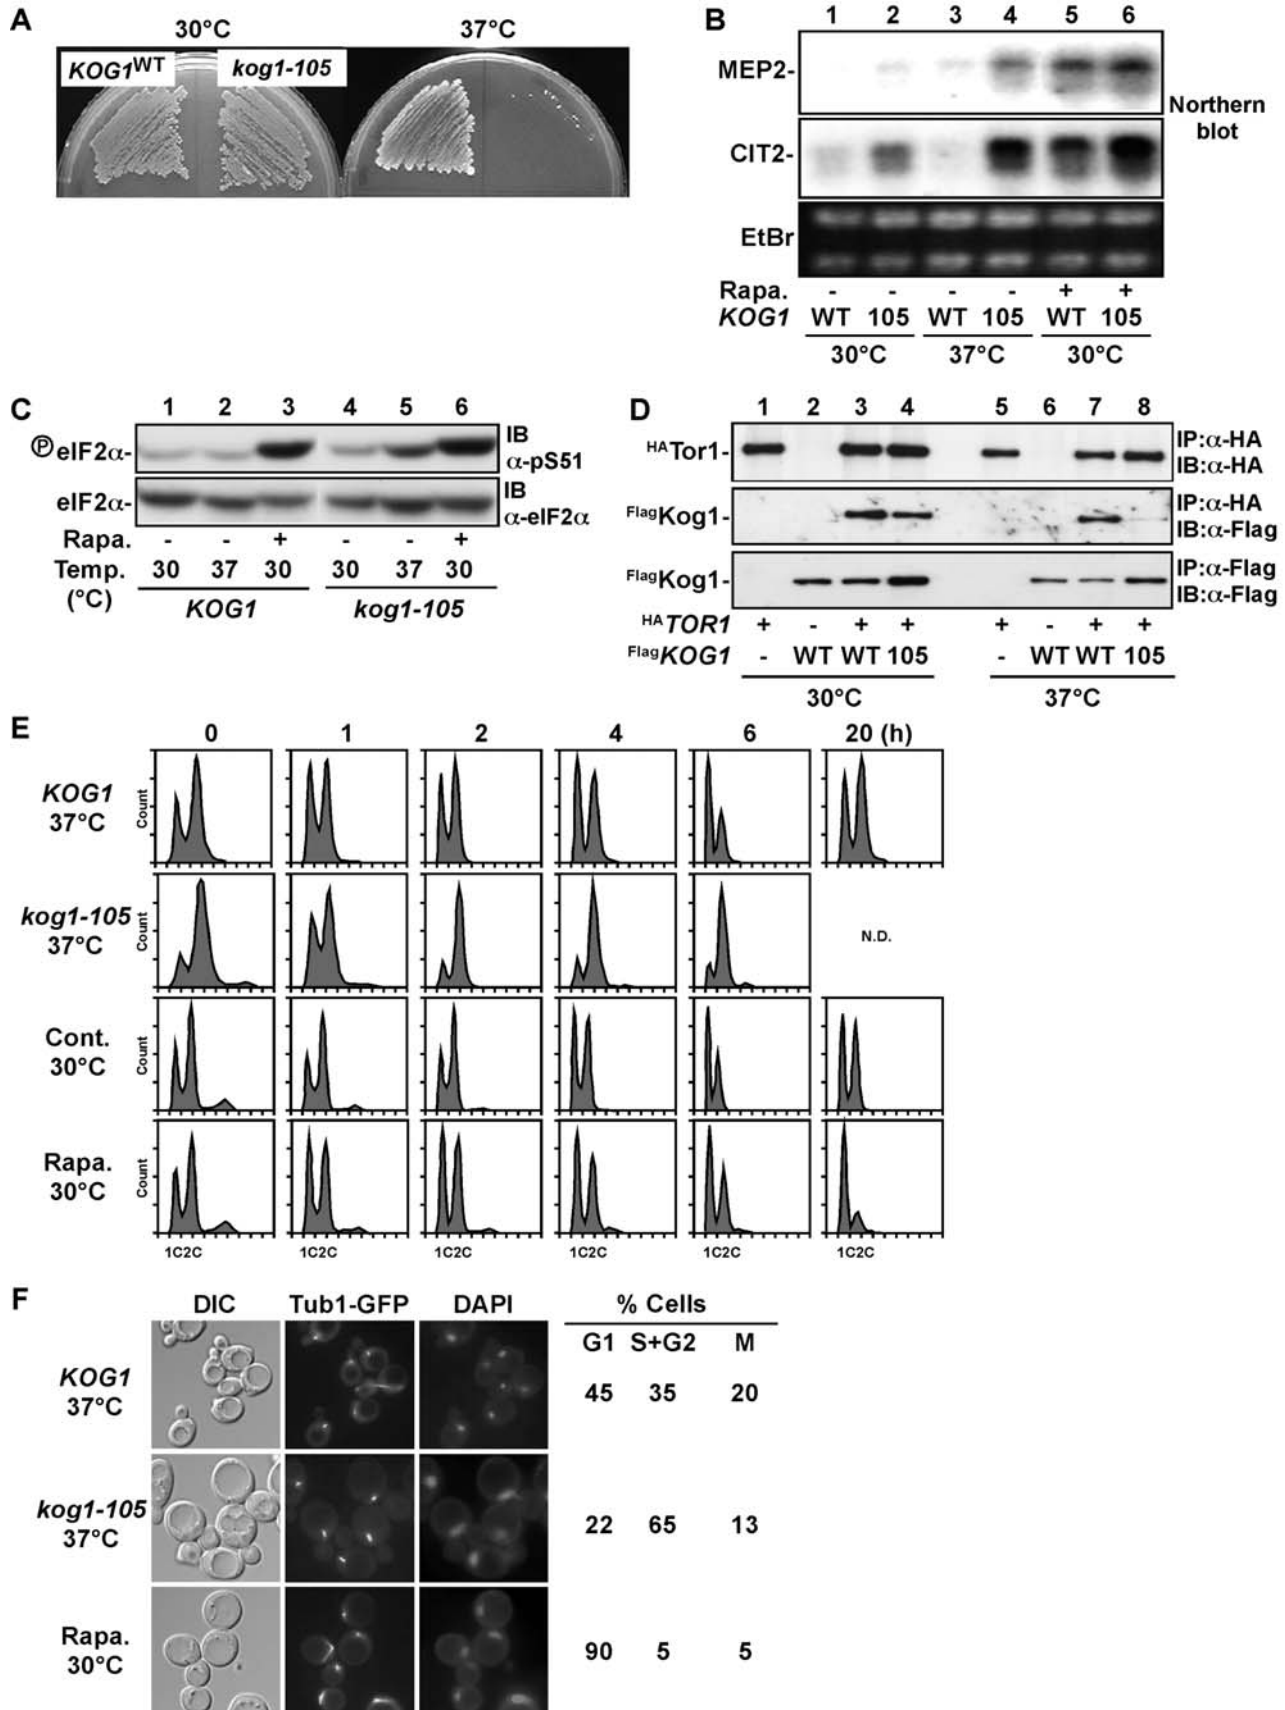 A
30°C
37°C
KOG1WT
kog1-105
B
1 2 3 4 5 6
MEP2-
CIT2-
EtBr
Northern
blot
Rapa. - - - - + +
KOG1 WT 105 WT 105 WT 105
30°C 37°C 30°C
C
1 2 3 4 5 6
ⓅeIF2α-
IB
α-pS51
eIF2α-
IB
α-eIF2α
Rapa. - - + - - +
Temp. 30 37 30 30 37 30
(°C)
KOG1 kog1-105
D
1 2 3 4 5 6 7 8
HATor1-
IP:α-HA
IB:α-HA
FlagKog1-
IP:α-HA
IB:α-Flag
FlagKog1-
IP:α-Flag
IB:α-Flag
HATOR1 + - + + + - + +
FlagKOG1 - WT WT 105 - WT WT 105
30°C 37°C
E
0 1 2 4 6 20 (h)
KOG1
37°C
Count
kog1-105
37°C
Count
N.D.
Cont.
30°C
Count
Rapa.
30°C
Count
1C2C 1C2C 1C2C 1C2C 1C2C 1C2C
F
DIC Tub1-GFP DAPI % Cells
G1 S+G2 M
KOG1
37°C
45 35 20
kog1-105
37°C
22 65 13
Rapa.
30°C
90 5 5